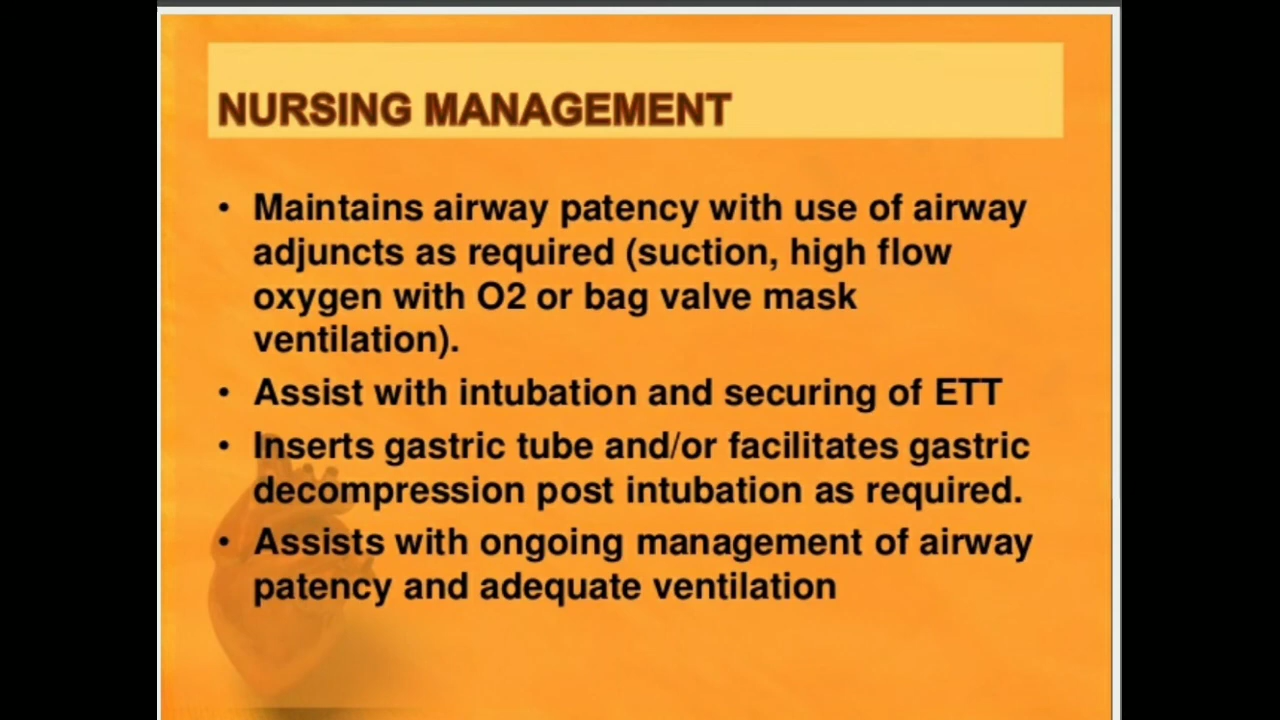 NURSING MANAGEMENT
• Maintains airway patency with use of airway
adjuncts as required (suction, high flow
oxygen with O2 or bag valve mask
ventilation).
• Assist with intubation and securing of ETT
• Inserts gastric tube and/or facilitates gastric
decompression post intubation as required.
• Assists with ongoing management of airway
patency and adequate ventilation